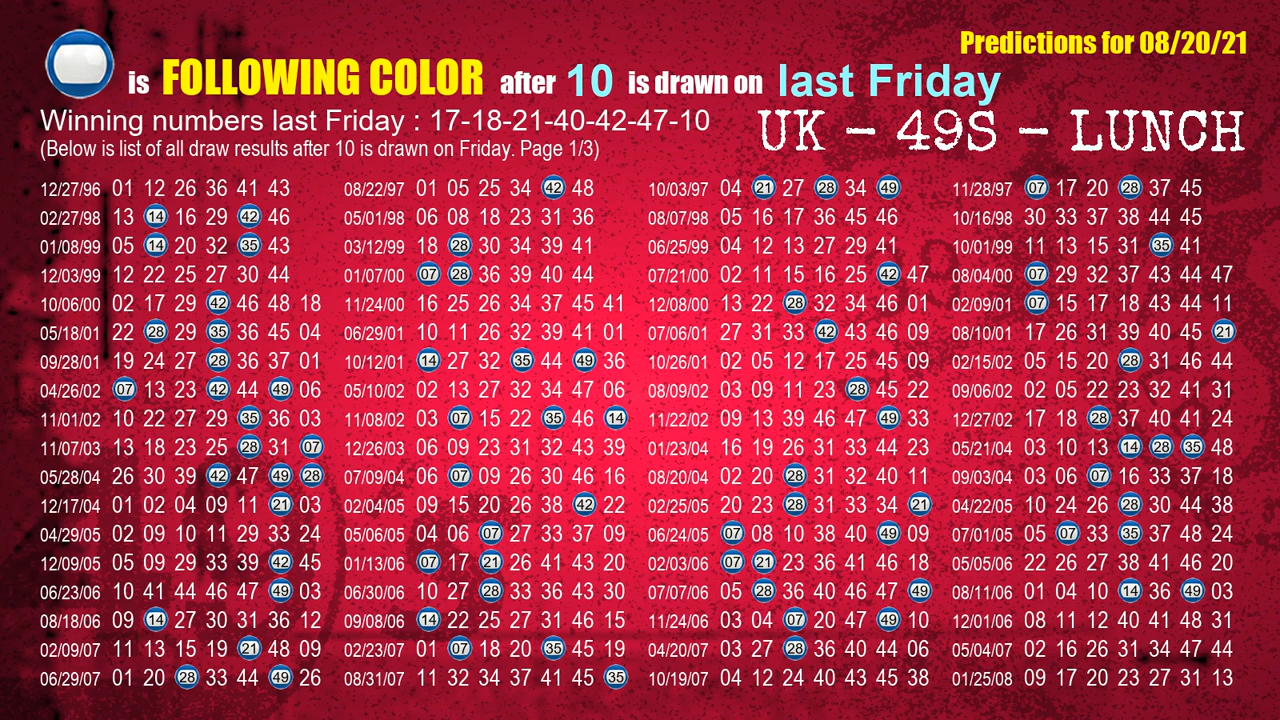 Predictions for 08/20/21
is FOLLOWING COLOR after 10 is drawn on last Friday
Winning numbers last Friday : 17-18-21-40-42-47-10
UK - 49S - LUNCH
(Below is list of all draw results after 10 is drawn on Friday. Page 1/3)
12/27/96 01 12 26 36 41 43 08/22/97 01 05 25 34 42 48 10/03/97 04 21 27 28 34 49 11/28/97 07 17 20 28 37 45
02/27/98 13 14 16 29 42 46 05/01/98 06 08 18 23 31 36 08/07/98 05 16 17 36 45 46 10/16/98 30 33 37 38 44 45
01/08/99 05 14 20 32 35 43 03/12/99 18 28 30 34 39 41 06/25/99 04 12 13 27 29 41 10/01/99 11 13 15 31 35 41
12/03/99 12 22 25 27 30 44 01/07/00 07 28 36 39 40 44 07/21/00 02 11 15 16 25 42 47 08/04/00 07 29 32 37 43 44 47
10/06/00 02 17 29 42 46 48 18 11/24/00 16 25 26 34 37 45 41 12/08/00 13 22 28 32 34 46 01 02/09/01 07 15 17 18 43 44 11
05/18/01 22 28 29 35 36 45 04 06/29/01 10 11 26 32 39 41 01 07/06/01 27 31 33 42 43 46 09 08/10/01 17 26 31 39 40 45 21
09/28/01 19 24 27 28 36 37 01 10/12/01 14 27 32 35 44 49 36 10/26/01 02 05 12 17 25 45 09 02/15/02 05 15 20 28 31 46 44
04/26/02 07 13 23 42 44 49 06 05/10/02 02 13 27 32 34 47 06 08/09/02 03 09 11 23 28 45 22 09/06/02 02 05 22 23 32 41 31
11/01/02 10 22 27 29 35 36 03 11/08/02 03 07 15 22 35 46 14 11/22/02 09 13 39 46 47 49 33 12/27/02 17 18 28 37 40 41 24
11/07/03 13 18 23 25 28 31 07 12/26/03 06 09 23 31 32 43 39 01/23/04 16 19 26 31 33 44 23 05/21/04 03 10 13 14 28 35 48
05/28/04 26 30 39 42 47 49 28 07/09/04 06 07 09 26 30 46 16 08/20/04 02 20 28 31 32 40 11 09/03/04 03 06 07 16 33 37 18
12/17/04 01 02 04 09 11 21 03 02/04/05 09 15 20 26 38 42 22 02/25/05 20 23 28 31 33 34 21 04/22/05 10 24 26 28 30 44 38
04/29/05 02 09 10 11 29 33 24 05/06/05 04 06 07 27 33 37 09 06/24/05 07 08 10 38 40 49 09 07/01/05 05 07 33 35 37 48 24
12/09/05 05 09 29 33 39 42 45 01/13/06 07 17 21 26 41 43 20 02/03/06 07 21 23 36 41 46 18 05/05/06 22 26 27 38 41 46 20
06/23/06 10 41 44 46 47 49 03 06/30/06 10 27 28 33 36 43 30 07/07/06 05 28 36 40 46 47 49 08/11/06 01 04 10 14 36 49 03
08/18/06 09 14 27 30 31 36 12 09/08/06 14 22 25 27 31 46 15 11/24/06 03 04 07 20 47 49 10 12/01/06 08 11 12 40 41 48 31
02/09/07 11 13 15 19 21 48 09 02/23/07 01 07 18 20 35 45 19 04/20/07 03 27 28 36 40 44 06 05/04/07 02 16 26 31 34 47 44
06/29/07 01 20 28 33 44 49 26 08/31/07 11 32 34 37 41 45 35 10/19/07 04 12 24 40 43 45 38 01/25/08 09 17 20 23 27 31 13